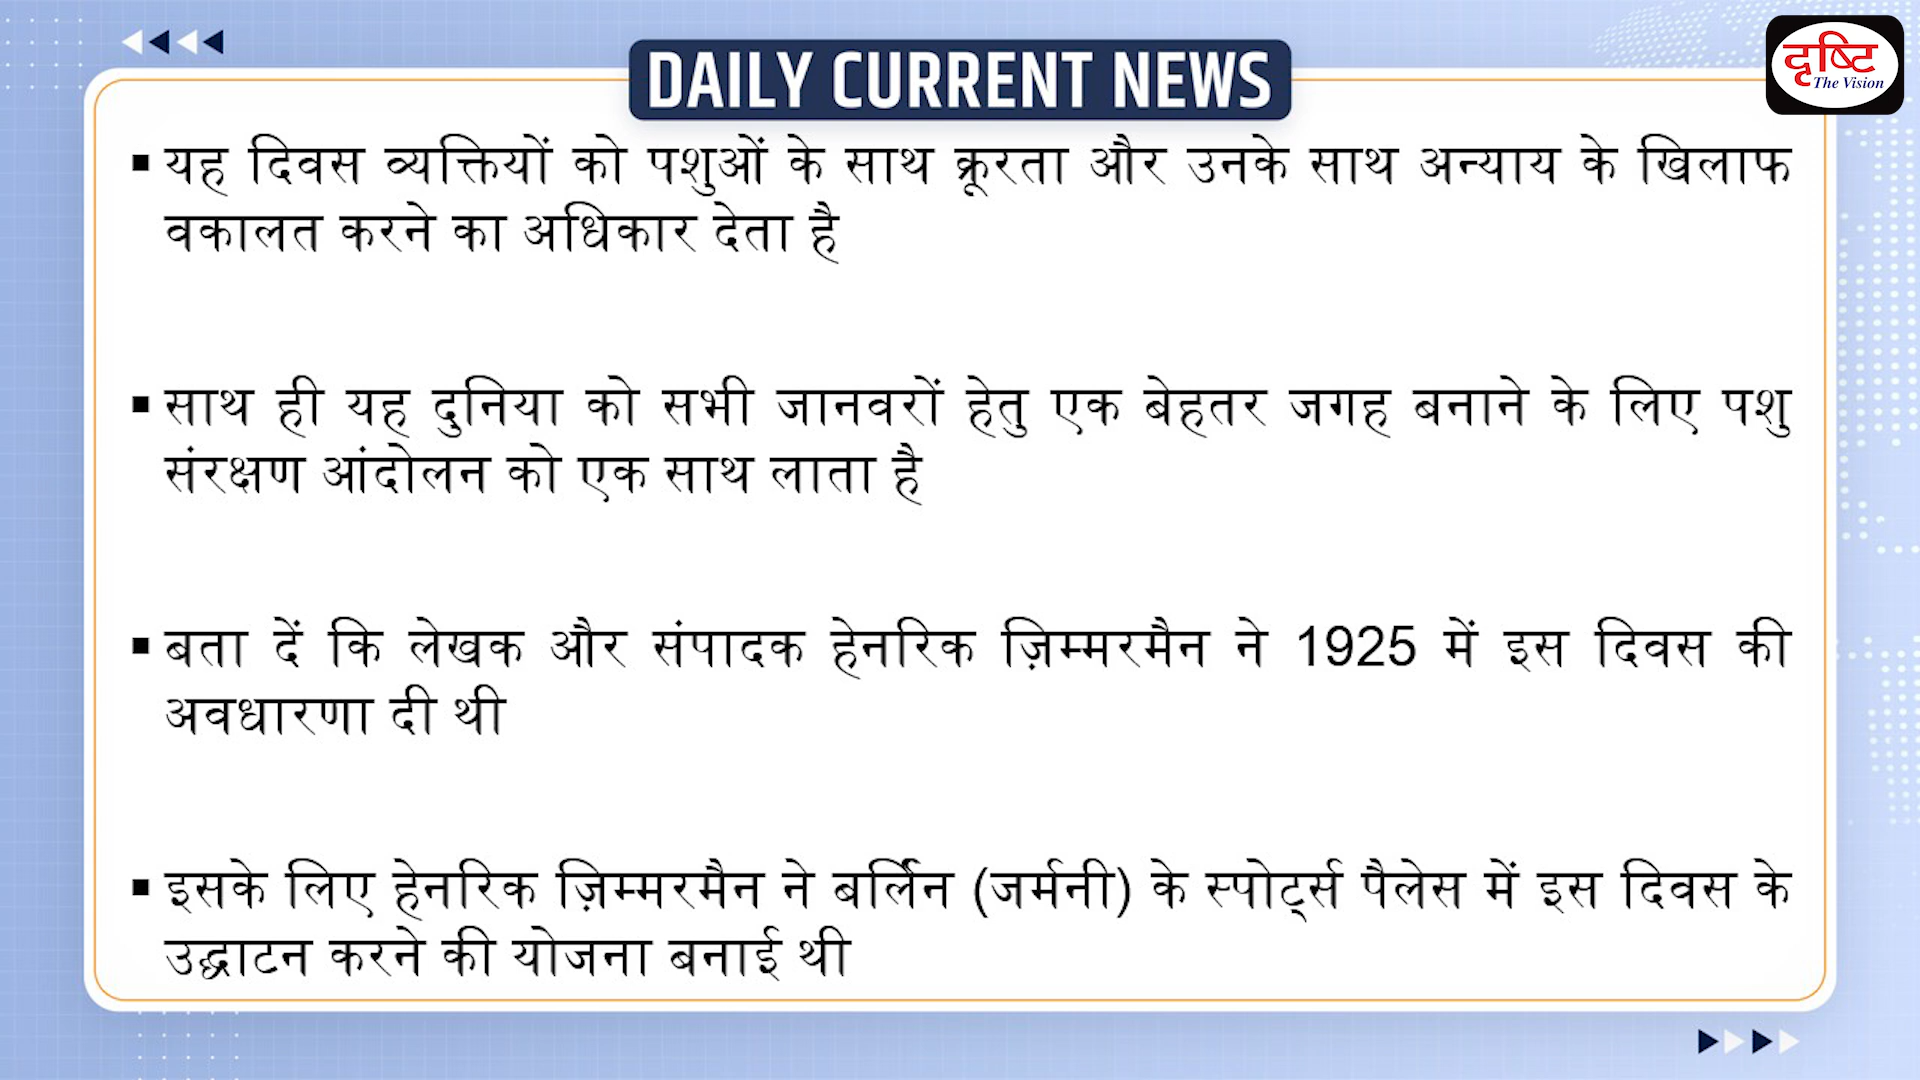 DAILY CURRENT NEWS
दृष्टि
The Vision
▪ यह दिवस व्यक्तियों को पशुओं के साथ क्रूरता और उनके साथ अन्याय के खिलाफ
वकालत करने का अधिकार देता है
▪ साथ ही यह दुनिया को सभी जानवरों हेतु एक बेहतर जगह बनाने के लिए पशु
संरक्षण आंदोलन को एक साथ लाता है
▪ बता दें कि लेखक और संपादक हेनरिक ज़िम्मरमैन ने 1925 में इस दिवस की
अवधारणा दी थी
▪ इसके लिए हेनरिक ज़िम्मरमैन ने बर्लिन (जर्मनी) के स्पोर्ट्स पैलेस में इस दिवस के
उद्घाटन करने की योजना बनाई थी